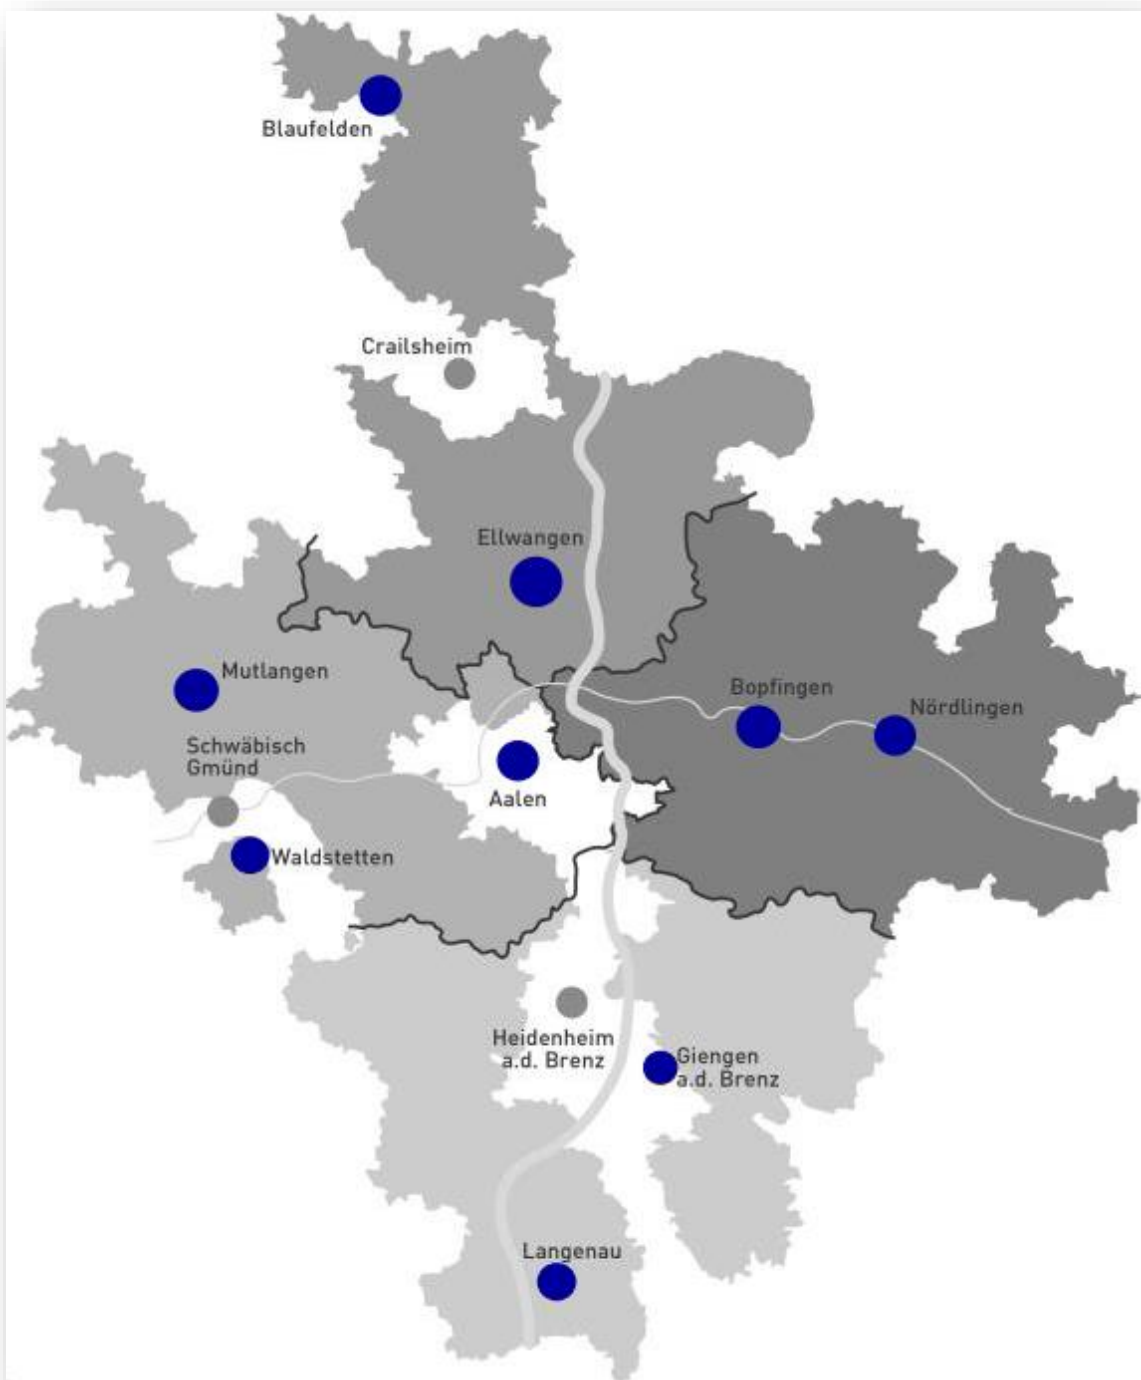 Blaufelden
Crailsheim
Ellwangen
Mutlangen
Bopfingen
Nördlingen
Schwäbisch
Gmünd
Aalen
Waldstetten
Heidenheim
a.d. Brenz
Giengen
a.d. Brenz
Langenau